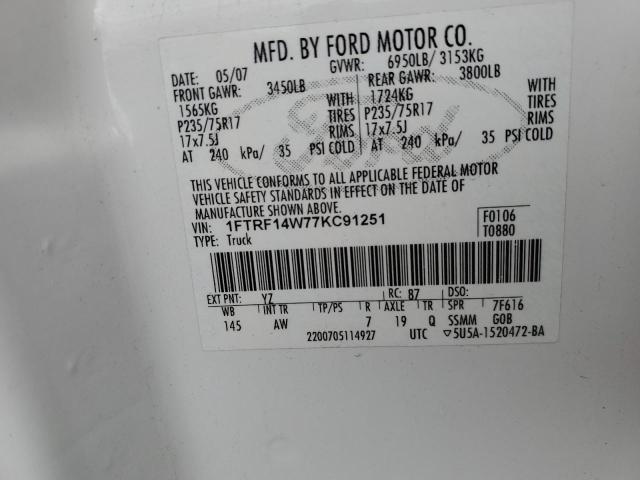 MFD. BY FORD MOTOR CO.
DATE: 05/07 GVWR: 6950LB/ 3153KG
FRONT GAWR: 3450LB REAR GAWR: 3800LB
1565KG WITH 1724KG WITH
P235/75R17 TIRES P235/75R17 TIRES
17x7.5J RIMS 17x7.5J RIMS
AT 240 kPa/ 35 PSI COLD AT 240 kPa/ 35 PSI COLD
Ford
THIS VEHICLE CONFORMS TO ALL APPLICABLE FEDERAL MOTOR
VEHICLE SAFETY STANDARDS IN EFFECT ON THE DATE OF
MANUFACTURE SHOWN ABOVE.
VIN: 1FTRF14W77KC91251 F0106
TYPE: Truck T0880
EXT PNT: YZ RC: 87 DSO:
WB INT TR TP/PS R AXLE TR SPR 7F616
145 AW 7 19 Q SSMM GOB
2200705114927 UTC ▽5U5A-1520472-BA